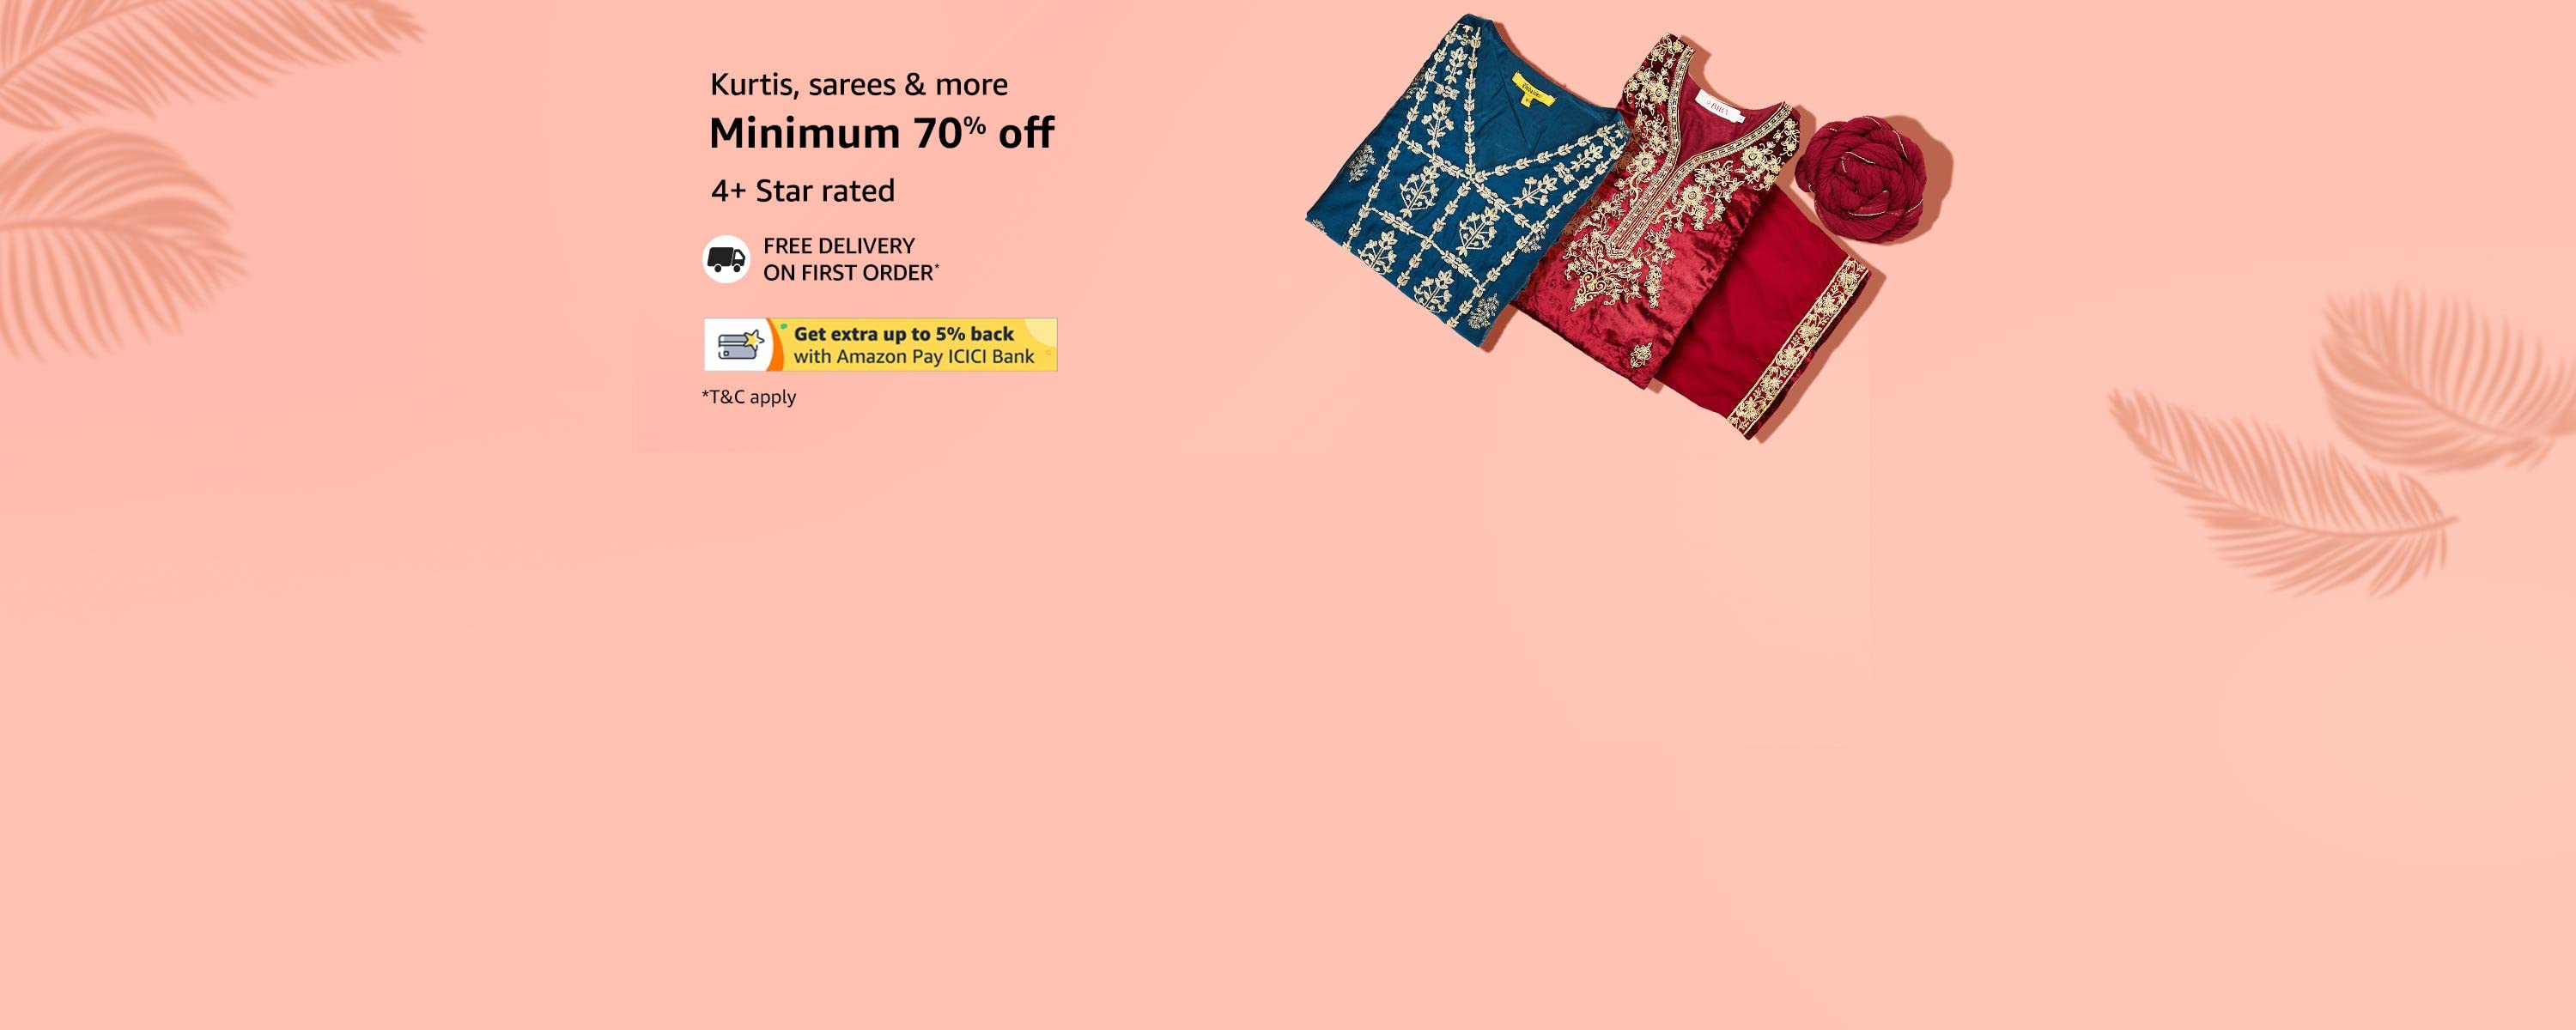 Kurtis, sarees & more
Minimum 70% off
4+ Star rated
FREE DELIVERY
ON FIRST ORDER*
Get extra up to 5% back
with Amazon Pay ICICI Bank
*T&C apply
BIBA